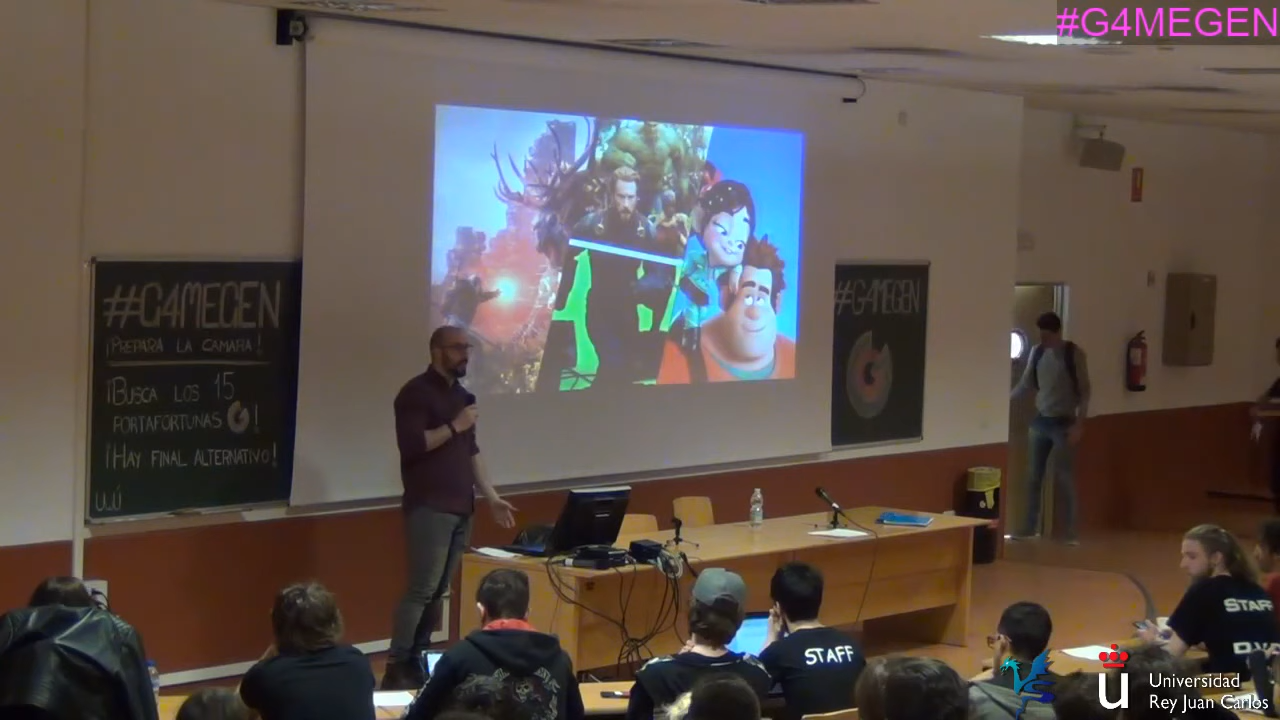 #G4MEGEN
#G4MEGEN
¡PREPARA LA CAMARA!
¡BUSCA LOS 15
PORTAFORTUNAS G!
¡HAY FINAL ALTERNATIVO!
UwÚ
#G4MEGEN
G
STAFF
STAFF
Universidad
Rey Juan Carlos